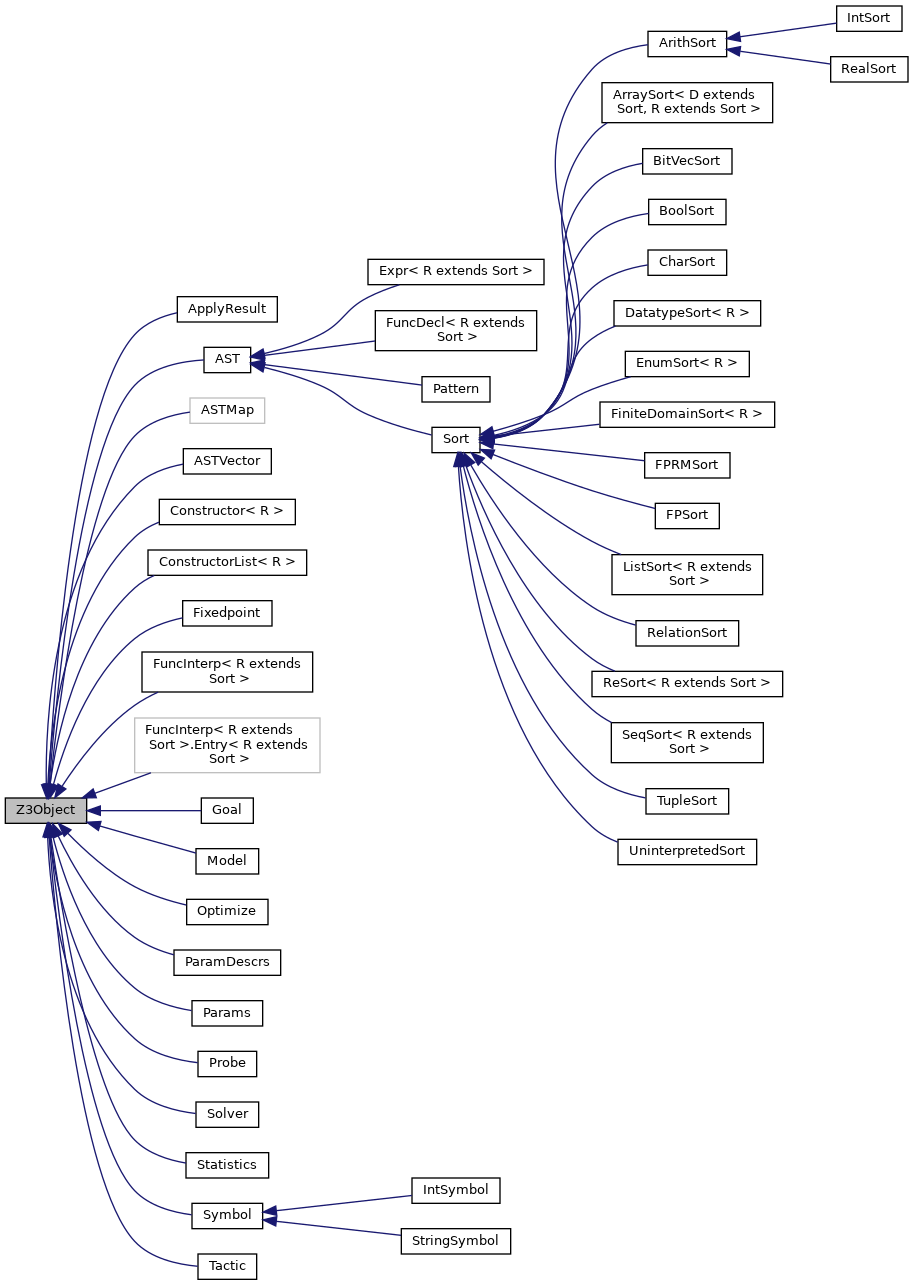 Z3Object
ApplyResult
AST
ASTMap
ASTVector
Constructor< R >
ConstructorList< R >
Fixedpoint
FuncInterp< R extends
Sort >
FuncInterp< R extends
Sort >.Entry< R extends
Sort >
Goal
Model
Optimize
ParamDescrs
Params
Probe
Solver
Statistics
Symbol
Tactic
Expr< R extends Sort >
FuncDecl< R extends
Sort >
Pattern
Sort
IntSymbol
StringSymbol
ArithSort
ArraySort< D extends
Sort, R extends Sort >
BitVecSort
BoolSort
CharSort
DatatypeSort< R >
EnumSort< R >
FiniteDomainSort< R >
FPRMSort
FPSort
ListSort< R extends
Sort >
RelationSort
ReSort< R extends Sort >
SeqSort< R extends
Sort >
TupleSort
UninterpretedSort
IntSort
RealSort